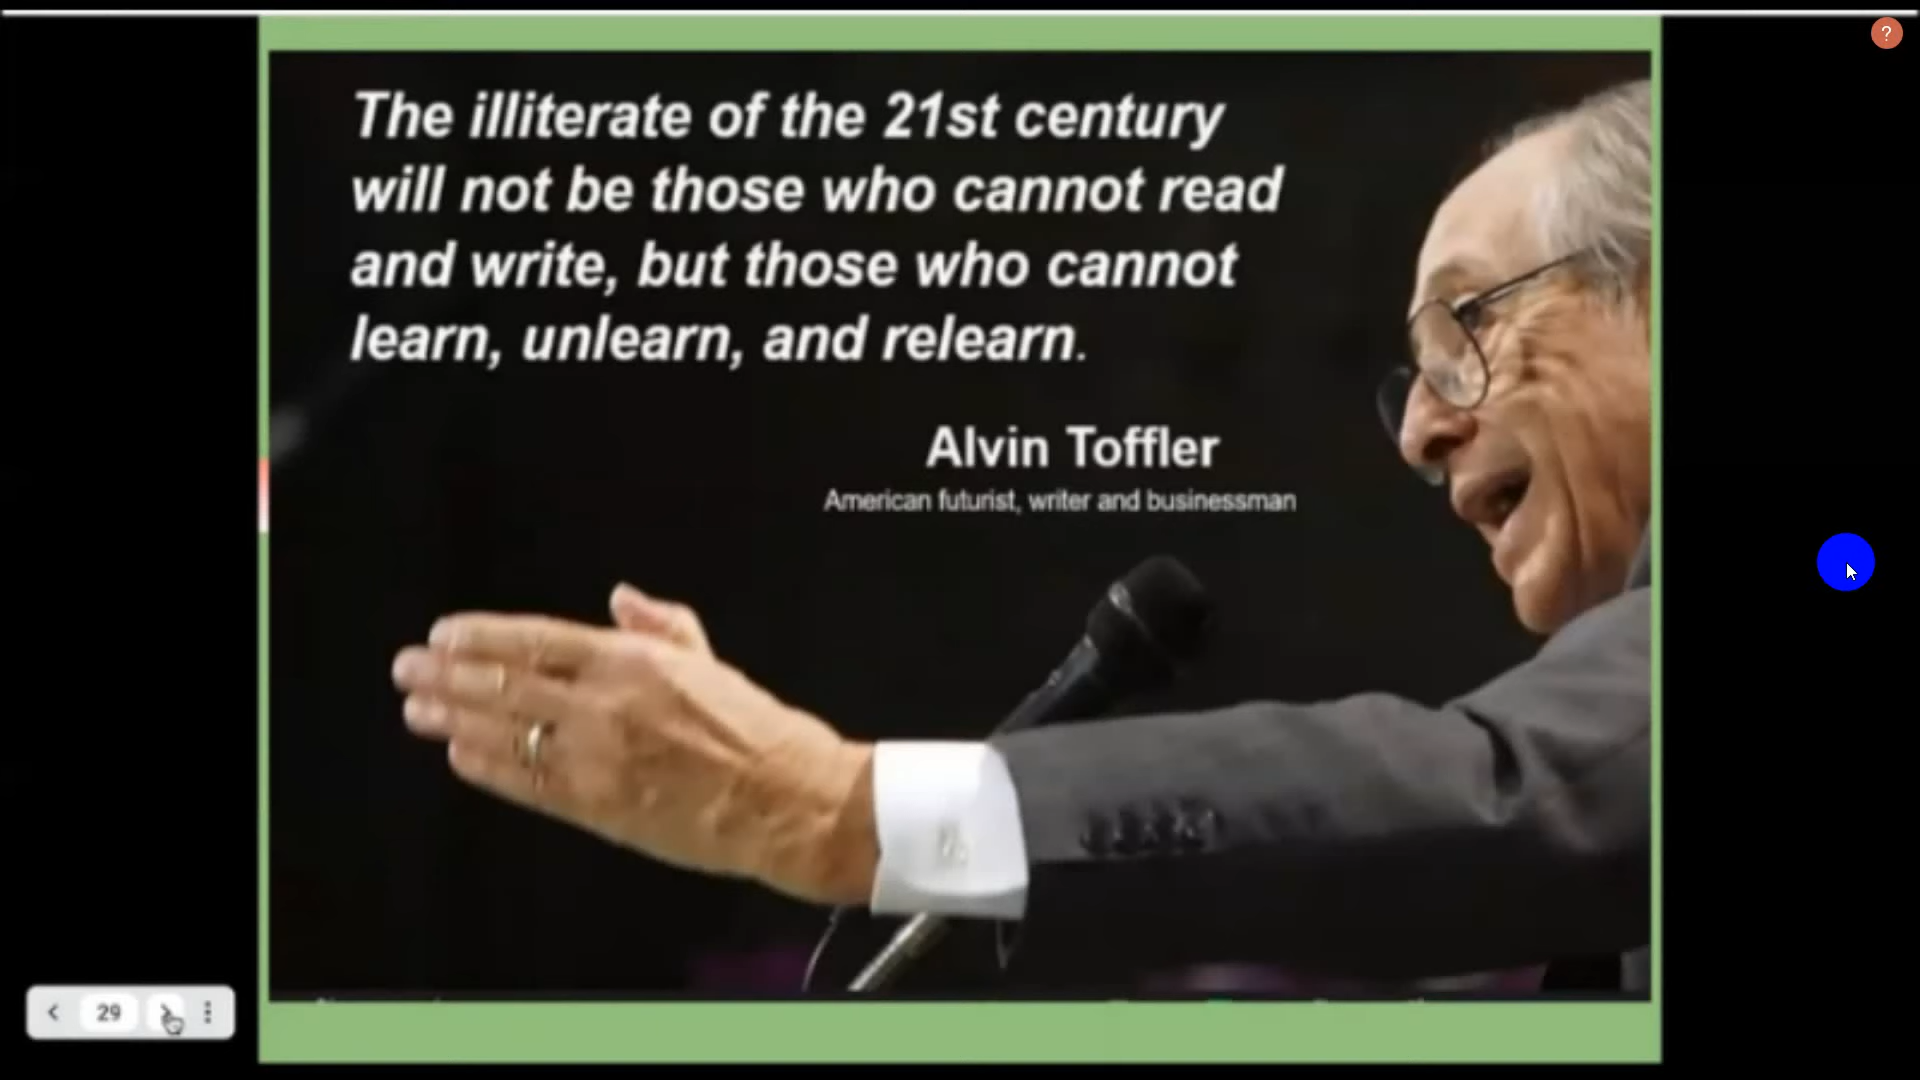 The illiterate of the 21st century
will not be those who cannot read
and write, but those who cannot
learn, unlearn, and relearn.
Alvin Toffler
American futurist, writer and businessman
?
29